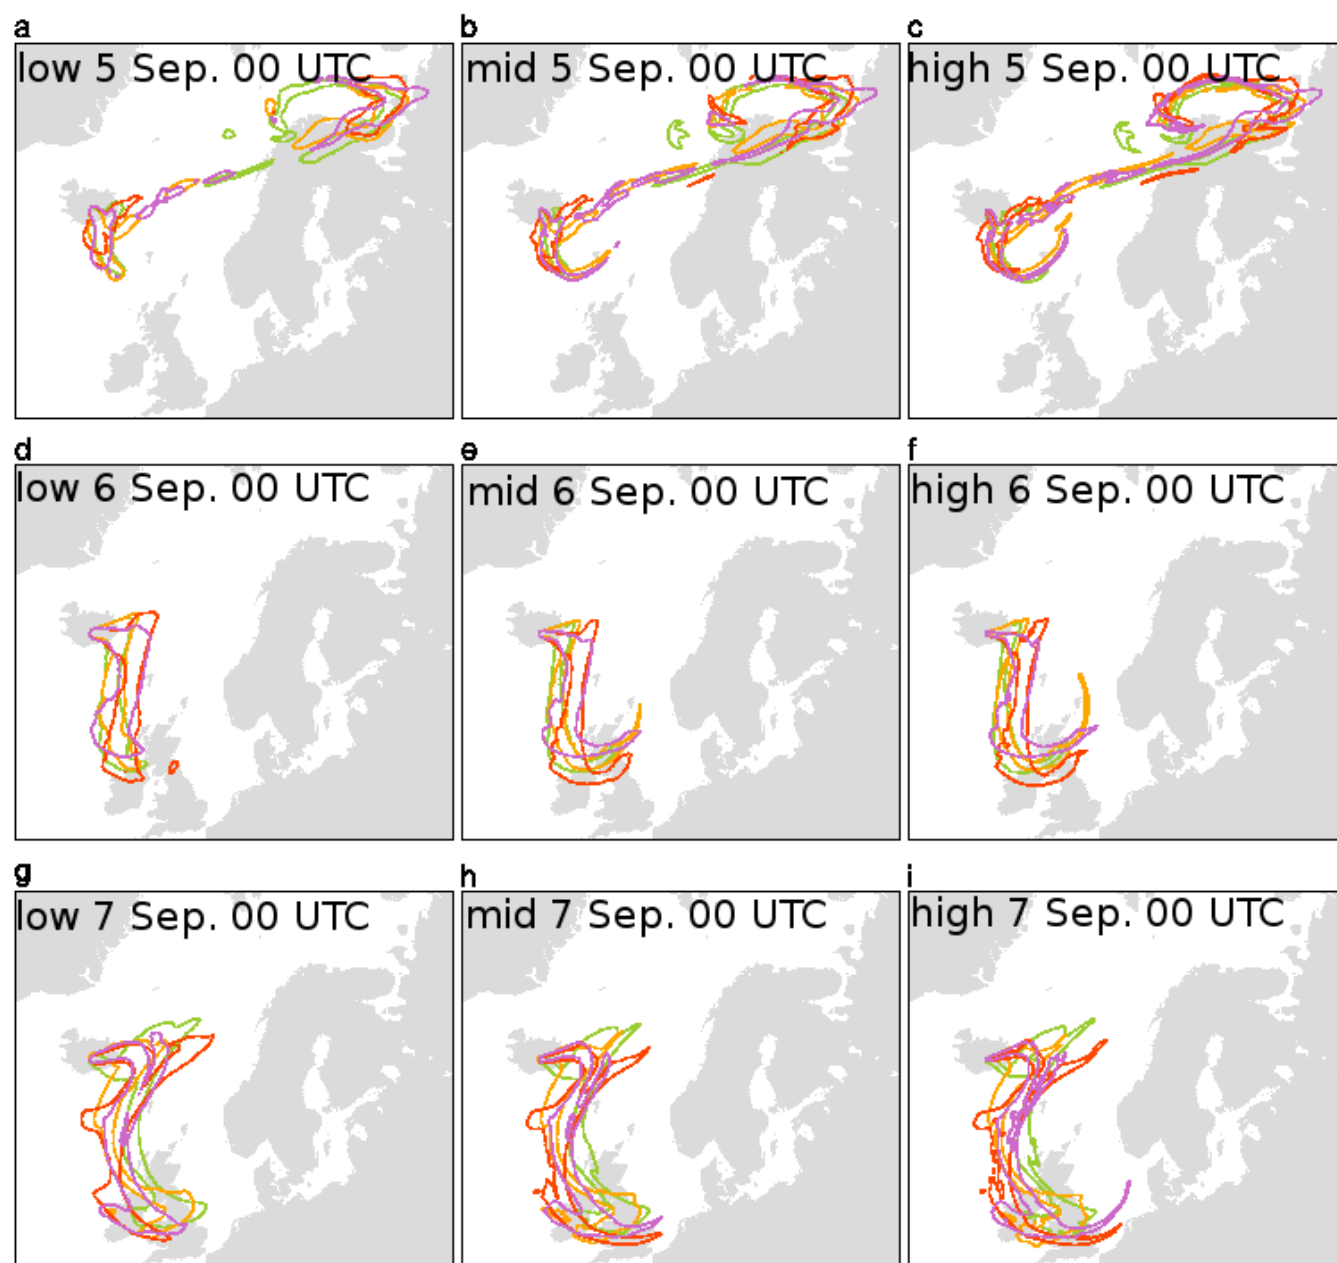 a
b
c
low 5 Sep. 00 UTC
mid 5 Sep. 00 UTC
high 5 Sep. 00 UTC
d
e
f
low 6 Sep. 00 UTC
mid 6 Sep. 00 UTC
high 6 Sep. 00 UTC
g
h
i
low 7 Sep. 00 UTC
mid 7 Sep. 00 UTC
high 7 Sep. 00 UTC